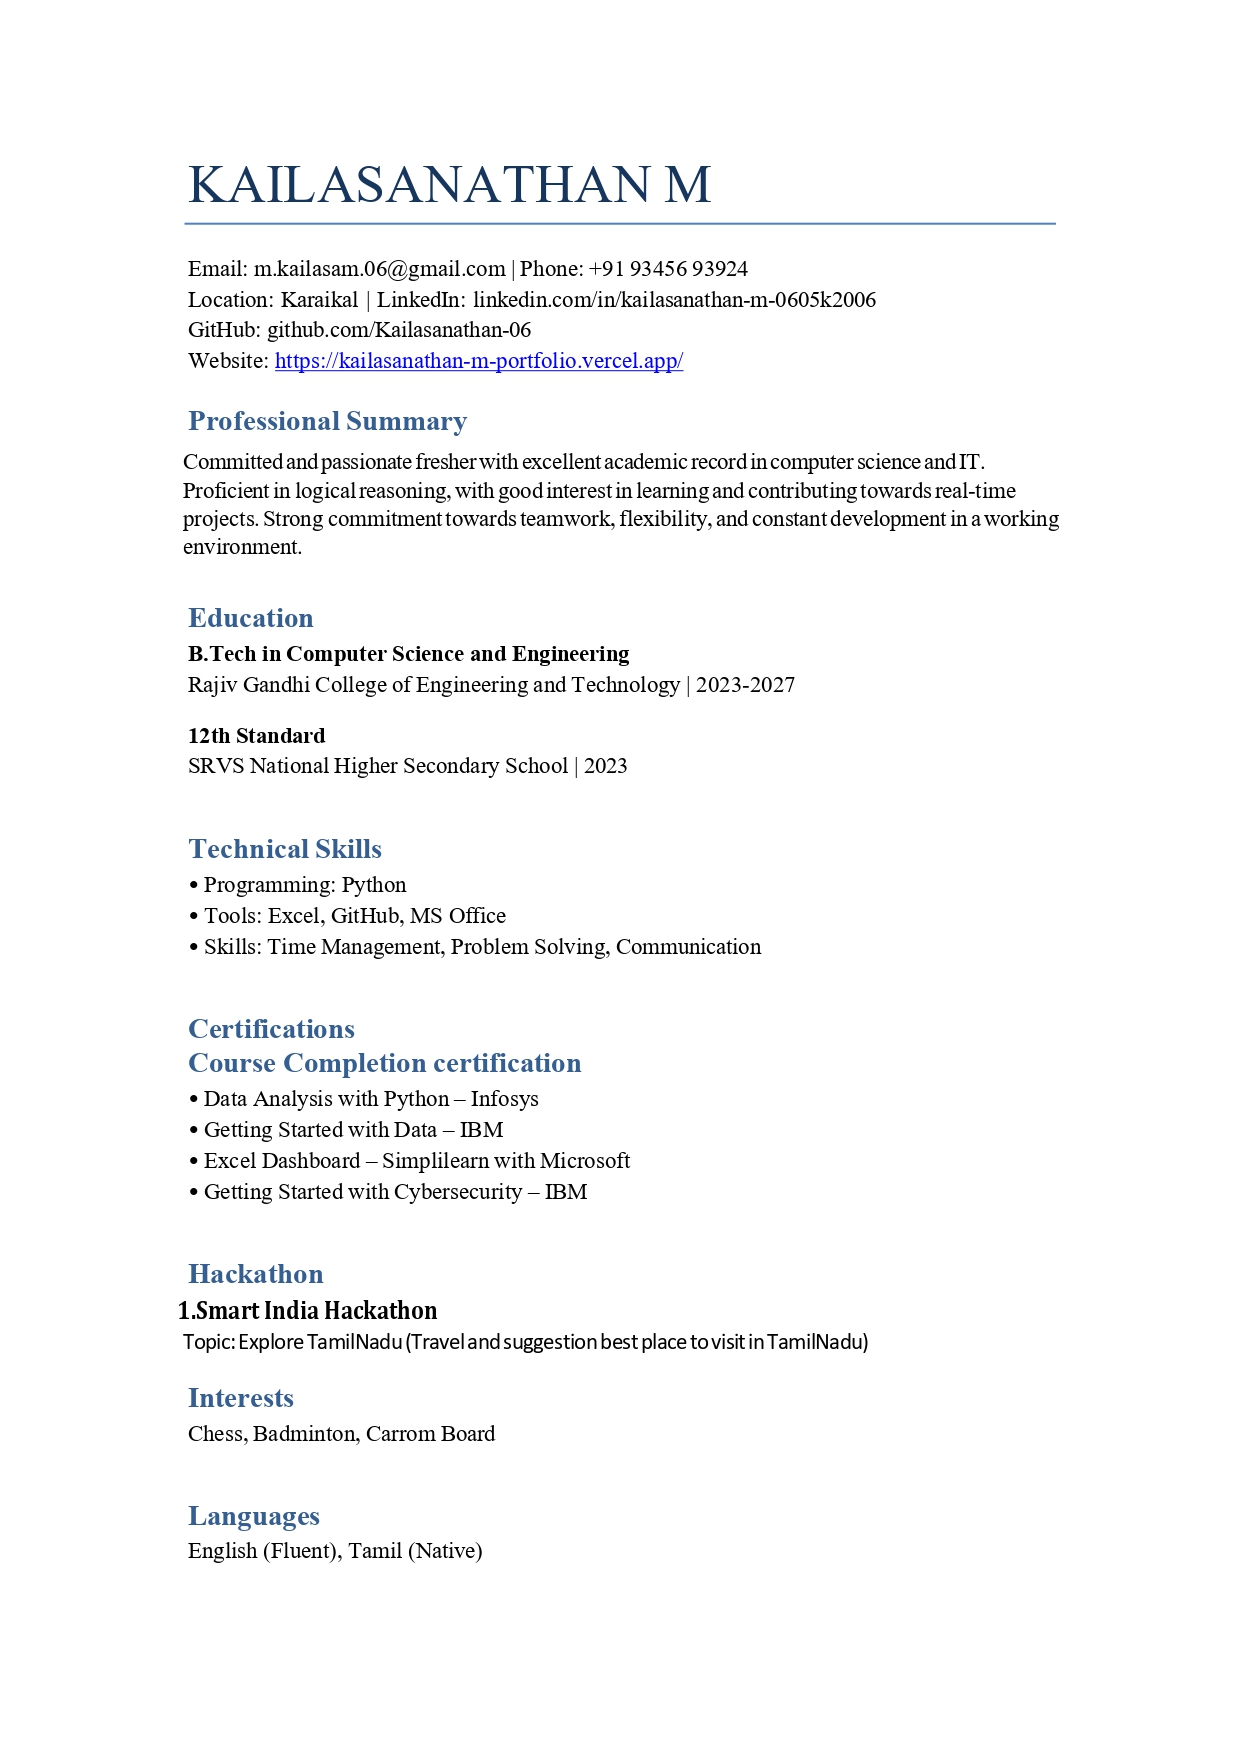 KAILASANATHAN M
Email: m.kailasam.06@gmail.com | Phone: +91 93456 93924
Location: Karaikal | LinkedIn: linkedin.com/in/kailasanathan-m-0605k2006
GitHub: github.com/Kailasanathan-06
Website: https://kailasanathan-m-portfolio.vercel.app/
Professional Summary
Committed and passionate fresher with excellent academic record in computer science and IT.
Proficient in logical reasoning, with good interest in learning and contributing towards real-time
projects. Strong commitment towards teamwork, flexibility, and constant development in a working
environment.
Education
B.Tech in Computer Science and Engineering
Rajiv Gandhi College of Engineering and Technology | 2023-2027
12th Standard
SRVS National Higher Secondary School | 2023
Technical Skills
• Programming: Python
• Tools: Excel, GitHub, MS Office
• Skills: Time Management, Problem Solving, Communication
Certifications
Course Completion certification
• Data Analysis with Python – Infosys
• Getting Started with Data – IBM
• Excel Dashboard – Simplilearn with Microsoft
• Getting Started with Cybersecurity – IBM
Hackathon
1.Smart India Hackathon
Topic: Explore TamilNadu (Travel and suggestion best place to visit in TamilNadu)
Interests
Chess, Badminton, Carrom Board
Languages
English (Fluent), Tamil (Native)